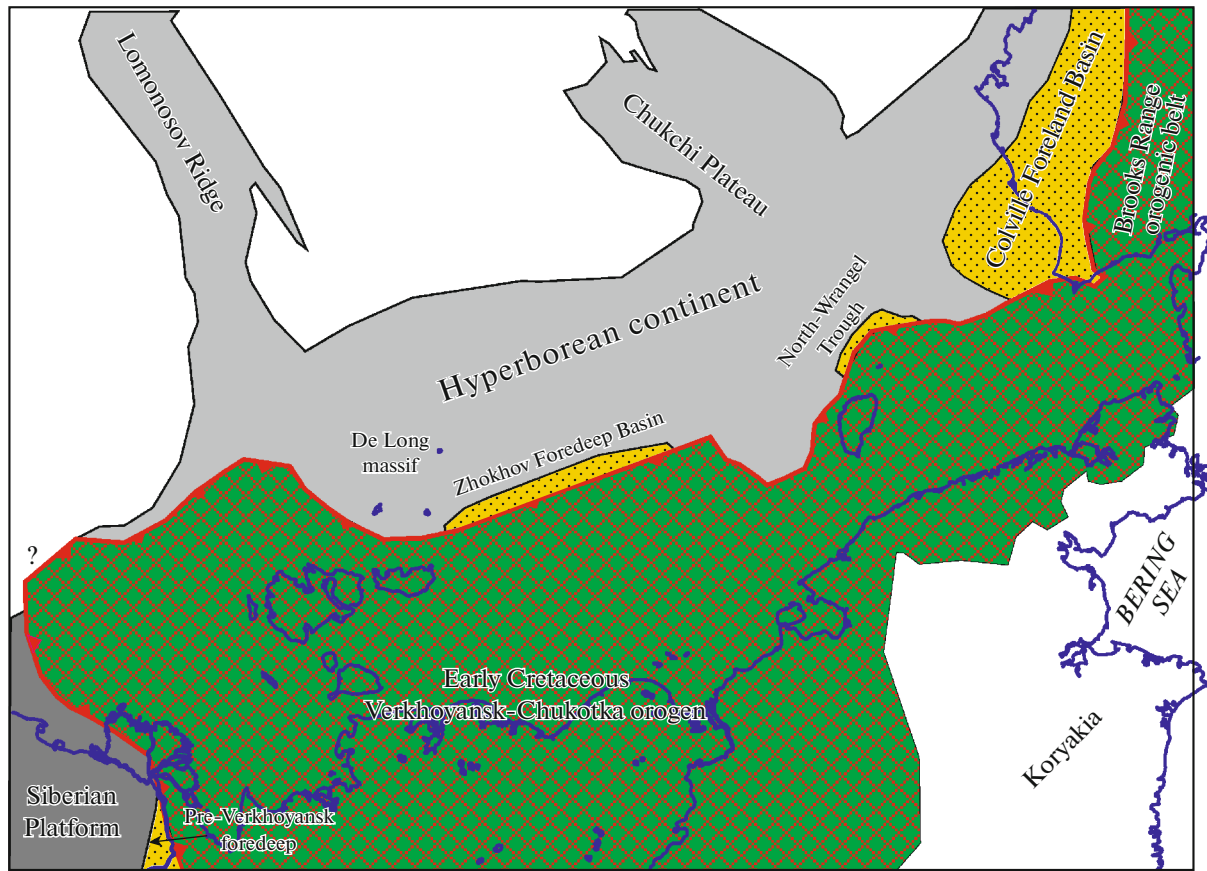 Lomonosov Ridge
Chukchi Plateau
Colville Foreland Basin
Brooks Range
orogenic belt
Hyperborean continent
North-Wrangel
Trough
De Long
massif
Zhokhov Foredeep Basin
?
BERING
SEA
Early Cretaceous
Verkhoyansk-Chukotka orogen
Koryakia
Siberian
Platform
Pre-Verkhoyansk
foredeep